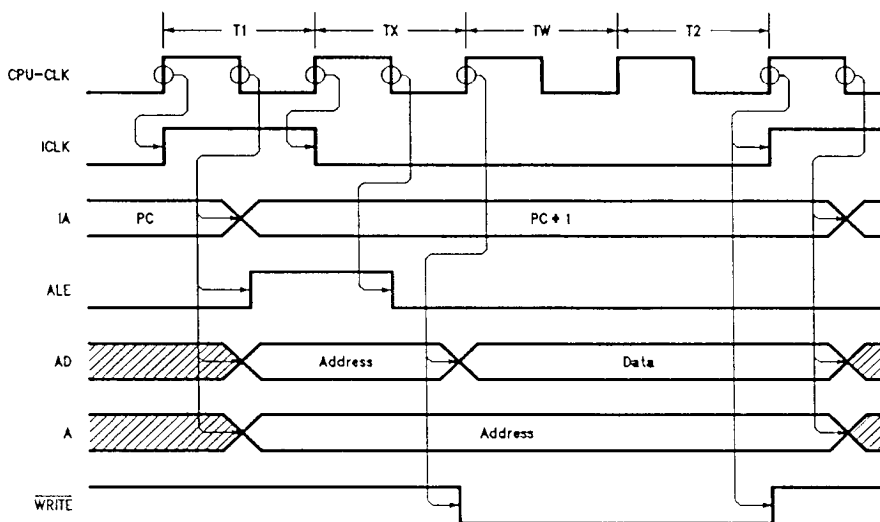 T1 TX TW T2
CPU-CLK
ICLK
IA PC PC + 1
ALE
AD Address Data
A Address
WRITE